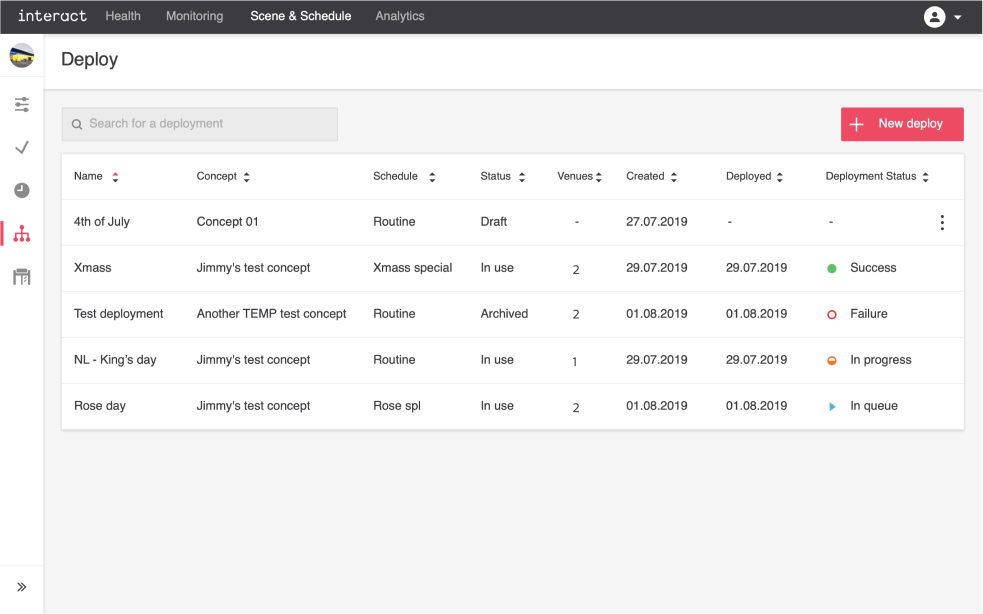 interact Health Monitoring Scene & Schedule Analytics
Deploy
Search for a deployment
New deploy
Name Concept Schedule Status Venues Created Deployed Deployment Status
4th of July Concept 01 Routine Draft - 27.07.2019 - -
Xmass Jimmy's test concept Xmass special In use 2 29.07.2019 29.07.2019 Success
Test deployment Another TEMP test concept Routine Archived 2 01.08.2019 01.08.2019 Failure
NL - King's day Jimmy's test concept Routine In use 1 29.07.2019 29.07.2019 In progress
Rose day Jimmy's test concept Rose spl In use 2 01.08.2019 01.08.2019 In queue